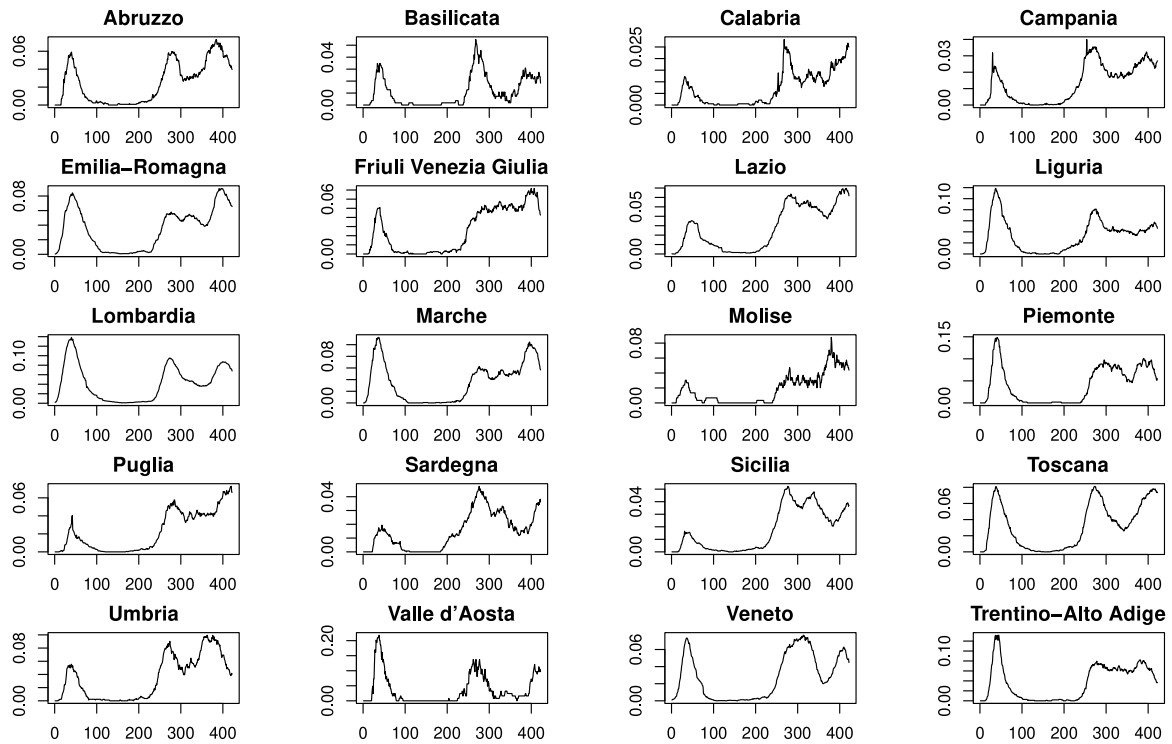 Abruzzo Basilicata Calabria Campania
0.00 0.06 0.00 0.04 0.000 0.025 0.00 0.03
0 100 200 300 400 0 100 200 300 400 0 100 200 300 400 0 100 200 300 400
Emilia−Romagna Friuli Venezia Giulia Lazio Liguria
0.00 0.08 0.00 0.06 0.00 0.05 0.00 0.10
0 100 200 300 400 0 100 200 300 400 0 100 200 300 400 0 100 200 300 400
Lombardia Marche Molise Piemonte
0.00 0.10 0.00 0.08 0.00 0.08 0.00 0.15
0 100 200 300 400 0 100 200 300 400 0 100 200 300 400 0 100 200 300 400
Puglia Sardegna Sicilia Toscana
0.00 0.06 0.00 0.04 0.00 0.04 0.00 0.06
0 100 200 300 400 0 100 200 300 400 0 100 200 300 400 0 100 200 300 400
Umbria Valle d'Aosta Veneto Trentino−Alto Adige
0.00 0.08 0.00 0.20 0.00 0.06 0.00 0.10
0 100 200 300 400 0 100 200 300 400 0 100 200 300 400 0 100 200 300 400